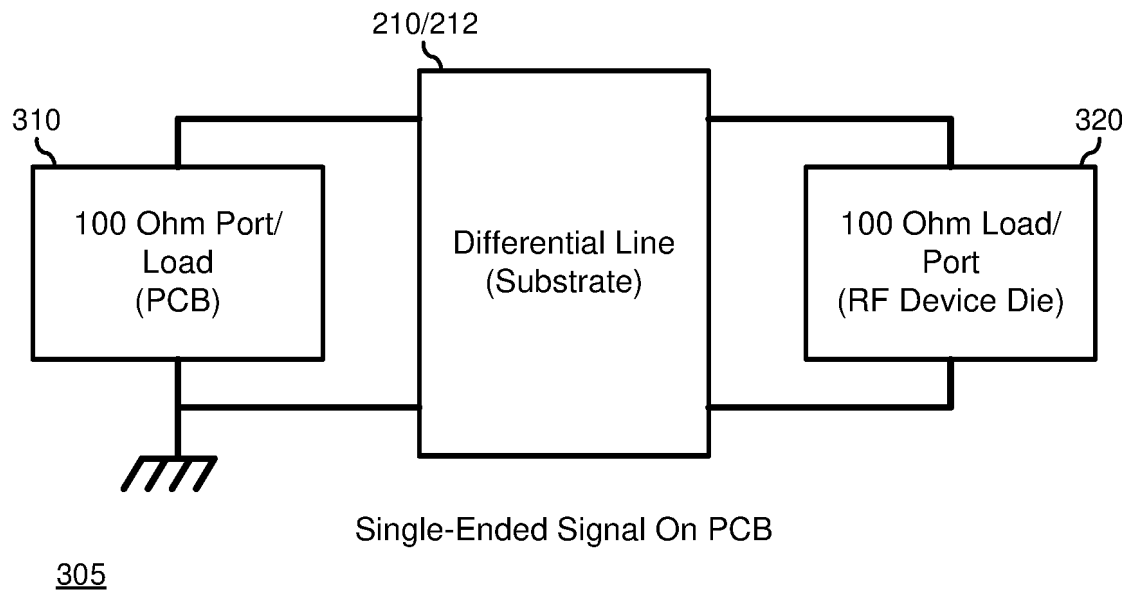 210/212
310
320
100 Ohm Port/
Load
(PCB)
Differential Line
(Substrate)
100 Ohm Load/
Port
(RF Device Die)
Single-Ended Signal On PCB
305